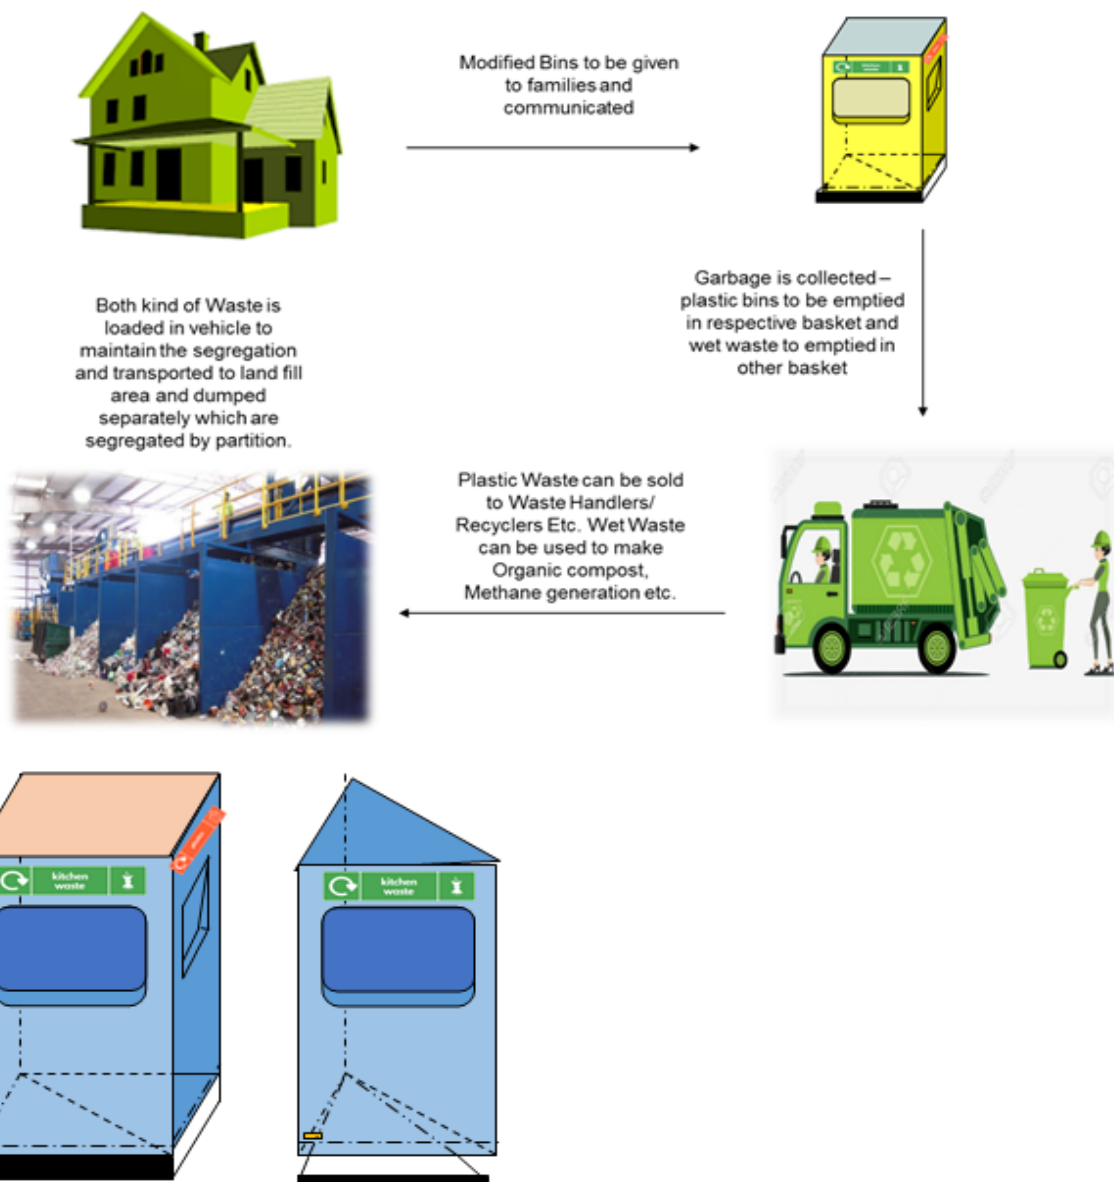 Modified Bins to be given
to families and
communicated
kitchen
waste
Garbage is collected –
plastic bins to be emptied
in respective basket and
wet waste to emptied in
other basket
Both kind of Waste is
loaded in vehicle to
maintain the segregation
and transported to land fill
area and dumped
separately which are
segregated by partition.
Plastic Waste can be sold
to Waste Handlers/
Recyclers Etc. Wet Waste
can be used to make
Organic compost,
Methane generation etc.
kitchen
waste
kitchen
waste